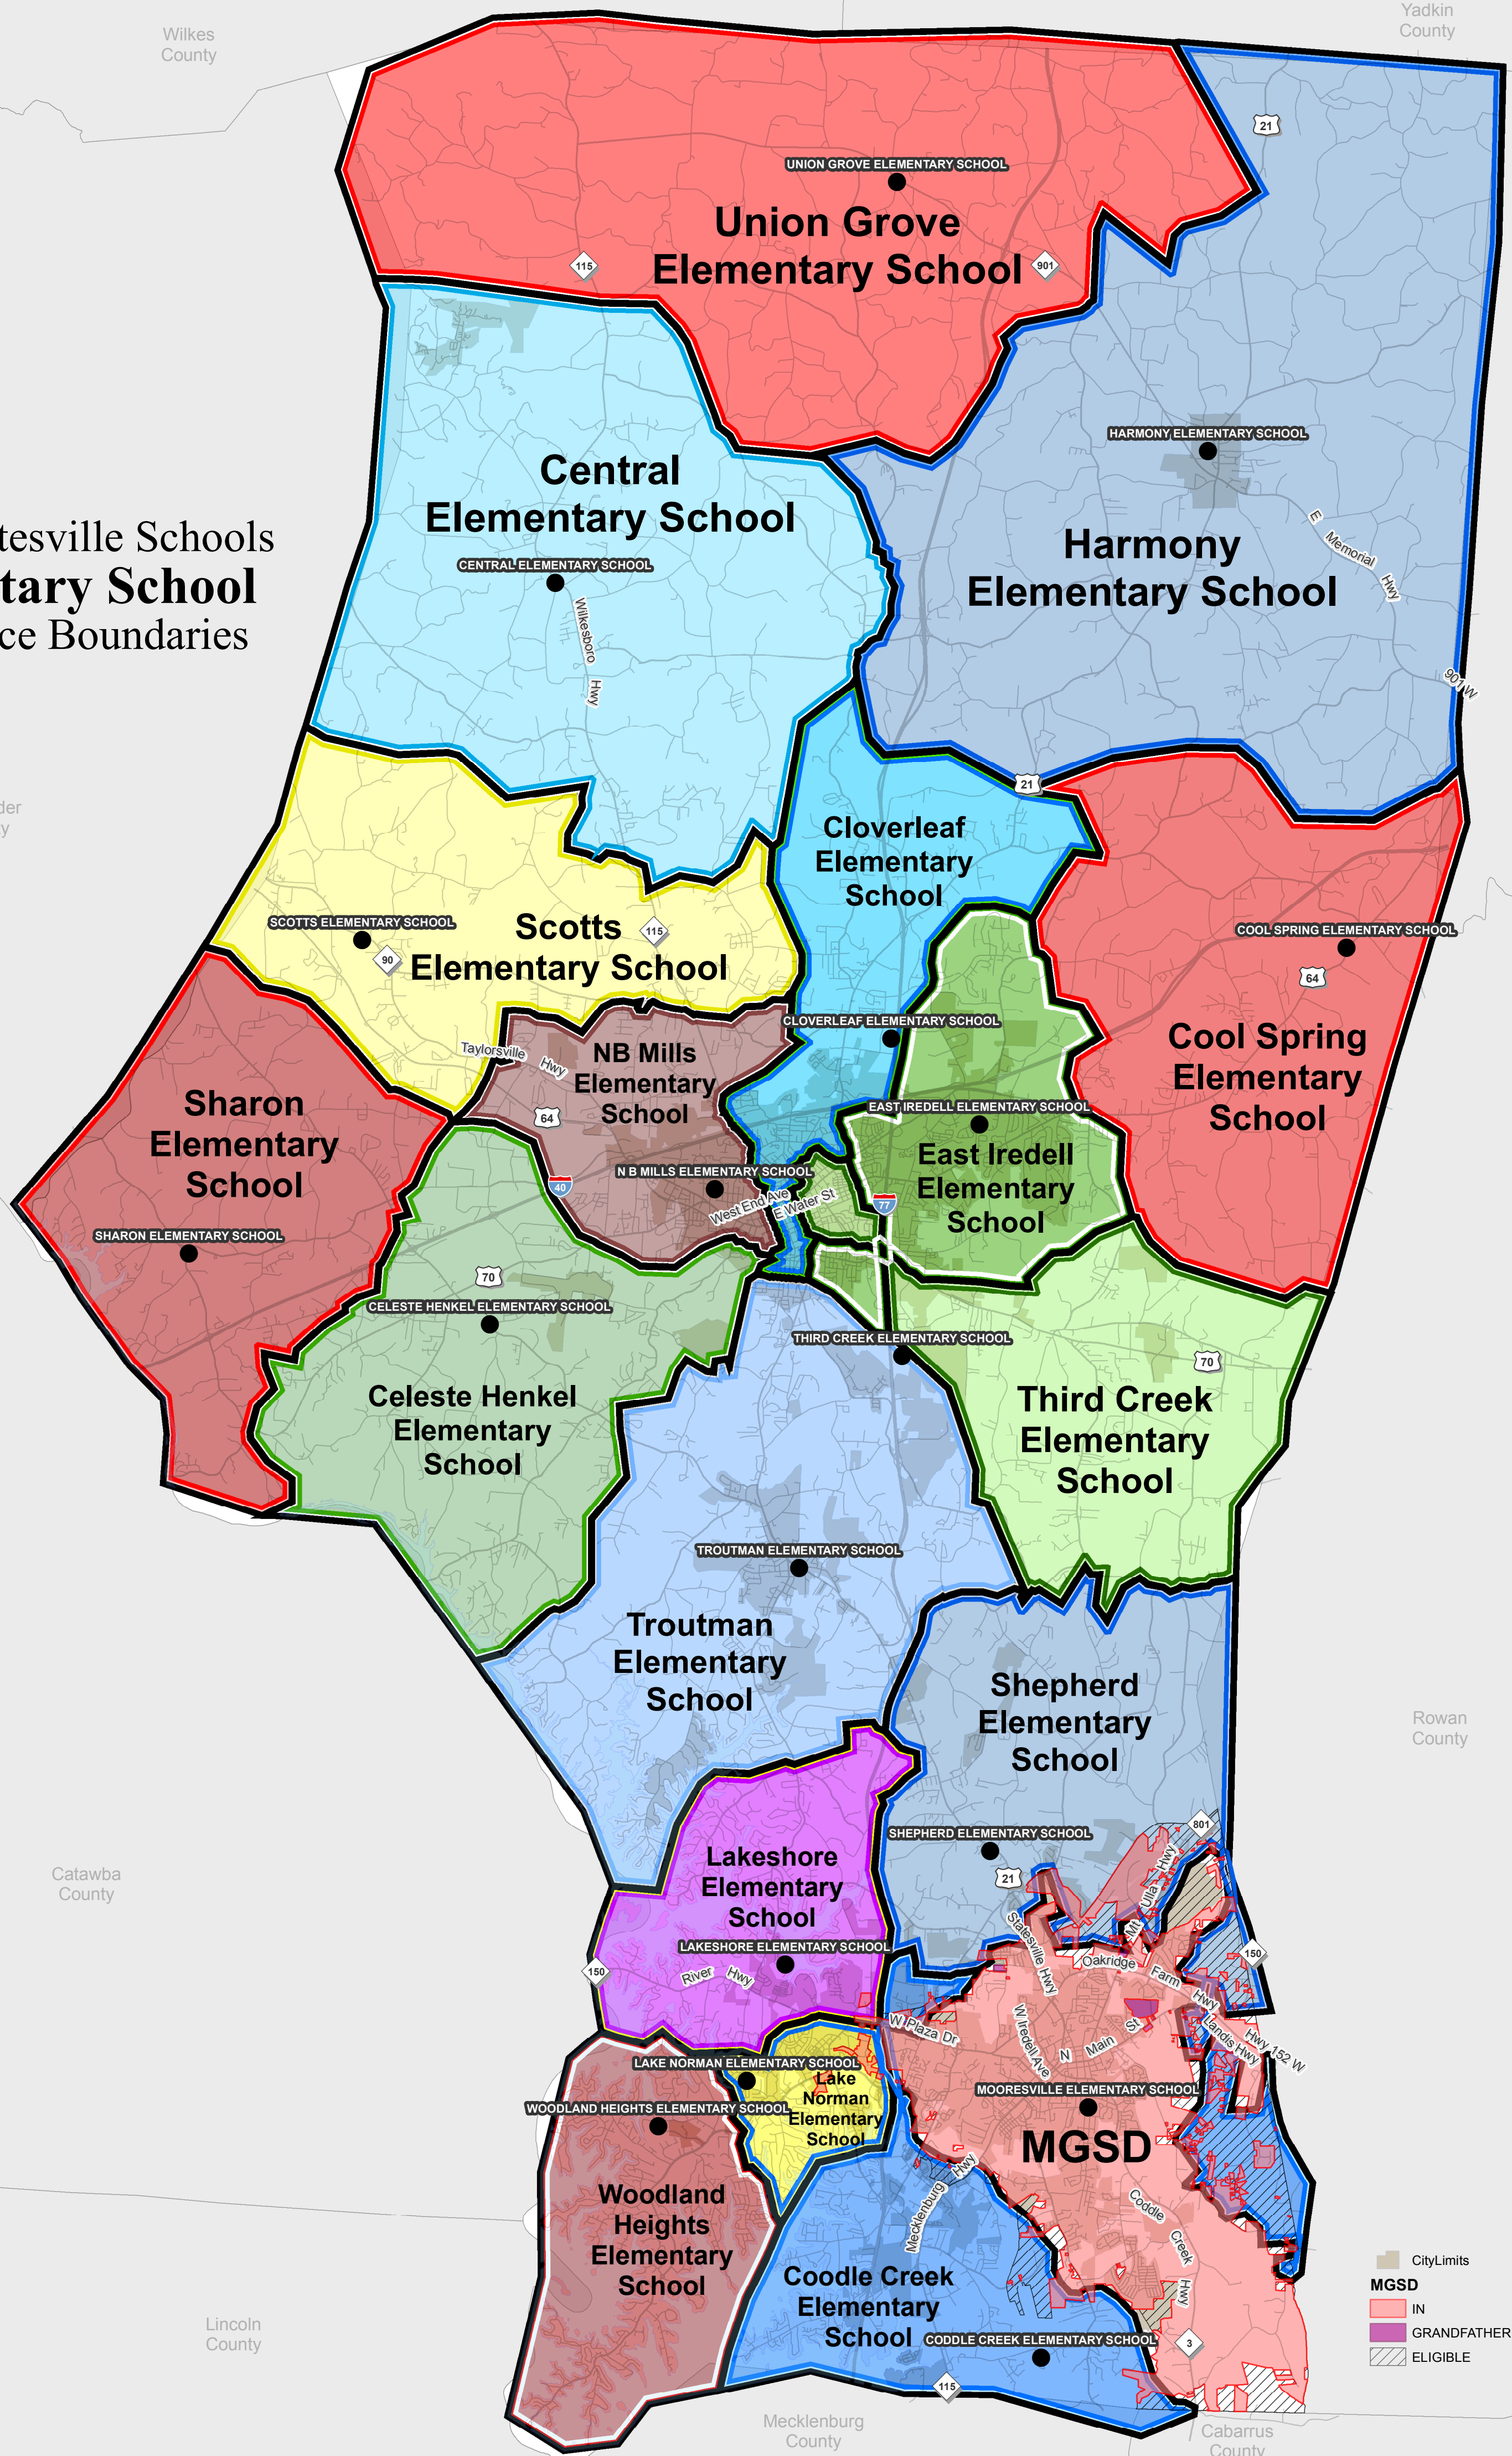 Wilkes
County
Yadkin
County
21
UNION GROVE ELEMENTARY SCHOOL
Union Grove
Elementary School
115
901
HARMONY ELEMENTARY SCHOOL
Central
Elementary School
CENTRAL ELEMENTARY SCHOOL
Wilkesboro
Hwy
E
Memorial
Hwy
Harmony
Elementary School
901 W
tesville Schools
tary School
ce Boundaries
der
y
21
Cloverleaf
Elementary
School
SCOTTS ELEMENTARY SCHOOL
90
115
Scotts
Elementary School
COOL SPRING ELEMENTARY SCHOOL
64
Cool Spring
Elementary
School
CLOVERLEAF ELEMENTARY SCHOOL
Taylorsville
Hwy
NB Mills
Elementary
School
64
Sharon
Elementary
School
EAST IREDELL ELEMENTARY SCHOOL
East Iredell
Elementary
School
N B MILLS ELEMENTARY SCHOOL
40
West End Ave
E Water St
77
SHARON ELEMENTARY SCHOOL
70
CELESTE HENKEL ELEMENTARY SCHOOL
Celeste Henkel
Elementary
School
THIRD CREEK ELEMENTARY SCHOOL
70
Third Creek
Elementary
School
TROUTMAN ELEMENTARY SCHOOL
Troutman
Elementary
School
Shepherd
Elementary
School
Rowan
County
SHEPHERD ELEMENTARY SCHOOL
801
21
Catawba
County
Lakeshore
Elementary
School
LAKESHORE ELEMENTARY SCHOOL
150
River
Hwy
Statesville Hwy
Mt Ulla Hwy
Oakridge
Farm
Hwy
150
W Plaza Dr
W Iredell Ave
N
Main
St
Landis Hwy
Hwy 152 W
LAKE NORMAN ELEMENTARY SCHOOL
Lake
Norman
Elementary
School
WOODLAND HEIGHTS ELEMENTARY SCHOOL
MOORESVILLE ELEMENTARY SCHOOL
MGSD
Woodland
Heights
Elementary
School
Mecklenburg
Hwy
Coddle
Creek
Hwy
Coodle Creek
Elementary
School
CODDLE CREEK ELEMENTARY SCHOOL
3
115
Lincoln
County
Mecklenburg
County
Cabarrus
County
CityLimits
MGSD
IN
GRANDFATHER
ELIGIBLE